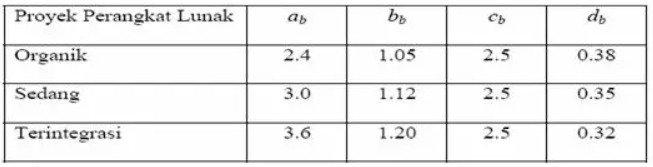 Proyek Perangkat Lunak a_b b_b c_b d_b
Organik 2.4 1.05 2.5 0.38
Sedang 3.0 1.12 2.5 0.35
Terintegrasi 3.6 1.20 2.5 0.32